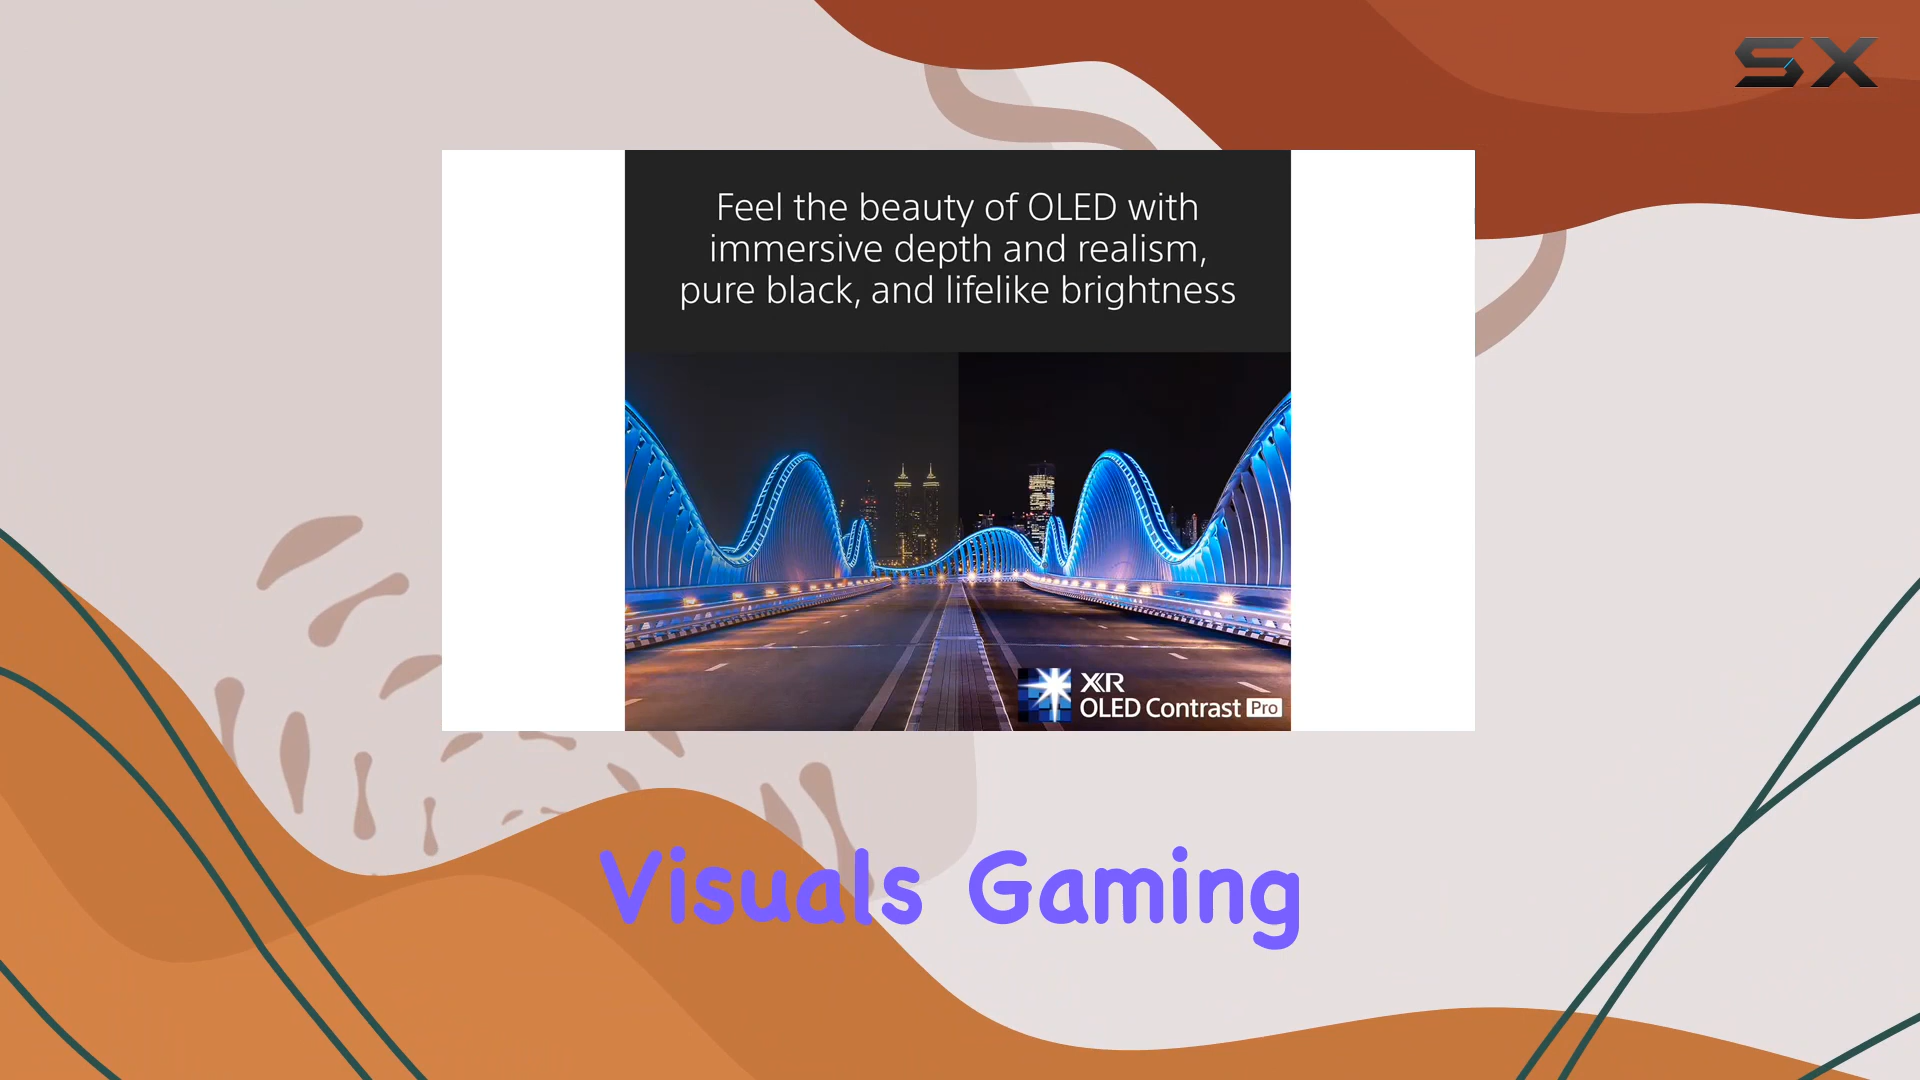 SX
Feel the beauty of OLED with
immersive depth and realism,
pure black, and lifelike brightness
XR
OLED Contrast Pro
Visuals Gaming